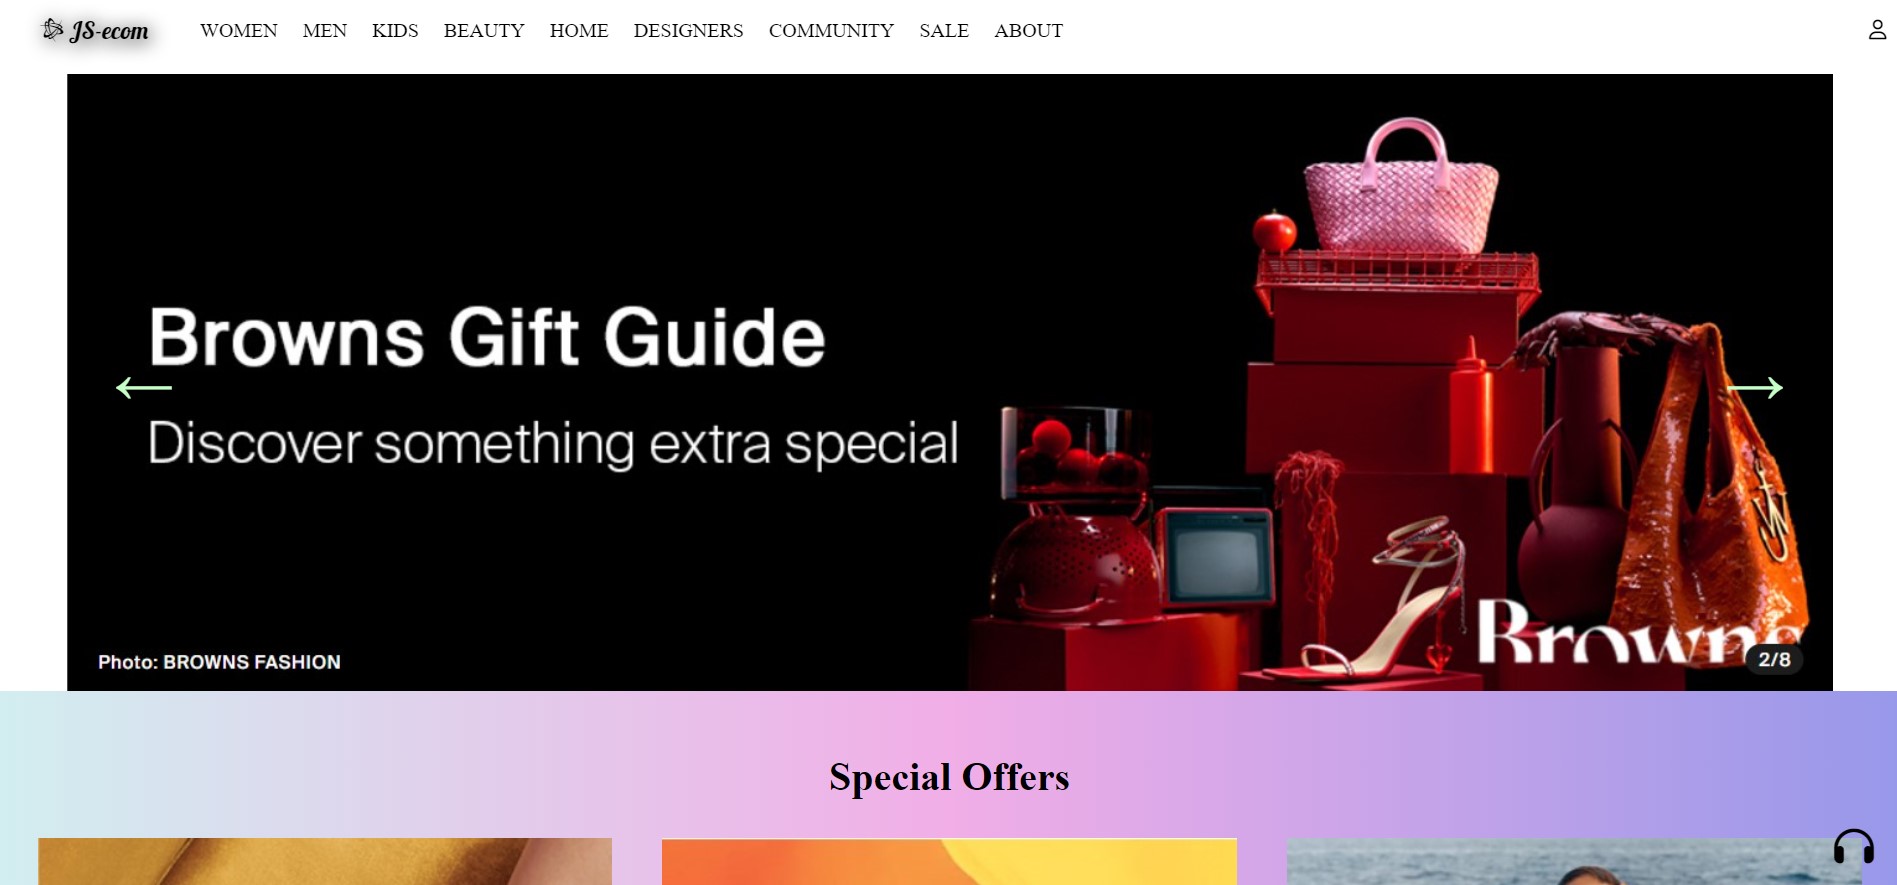 JS-ecom
WOMEN MEN KIDS BEAUTY HOME DESIGNERS COMMUNITY SALE ABOUT
Browns Gift Guide
Discover something extra special
Photo: BROWNS FASHION
Browns
2/8
Special Offers